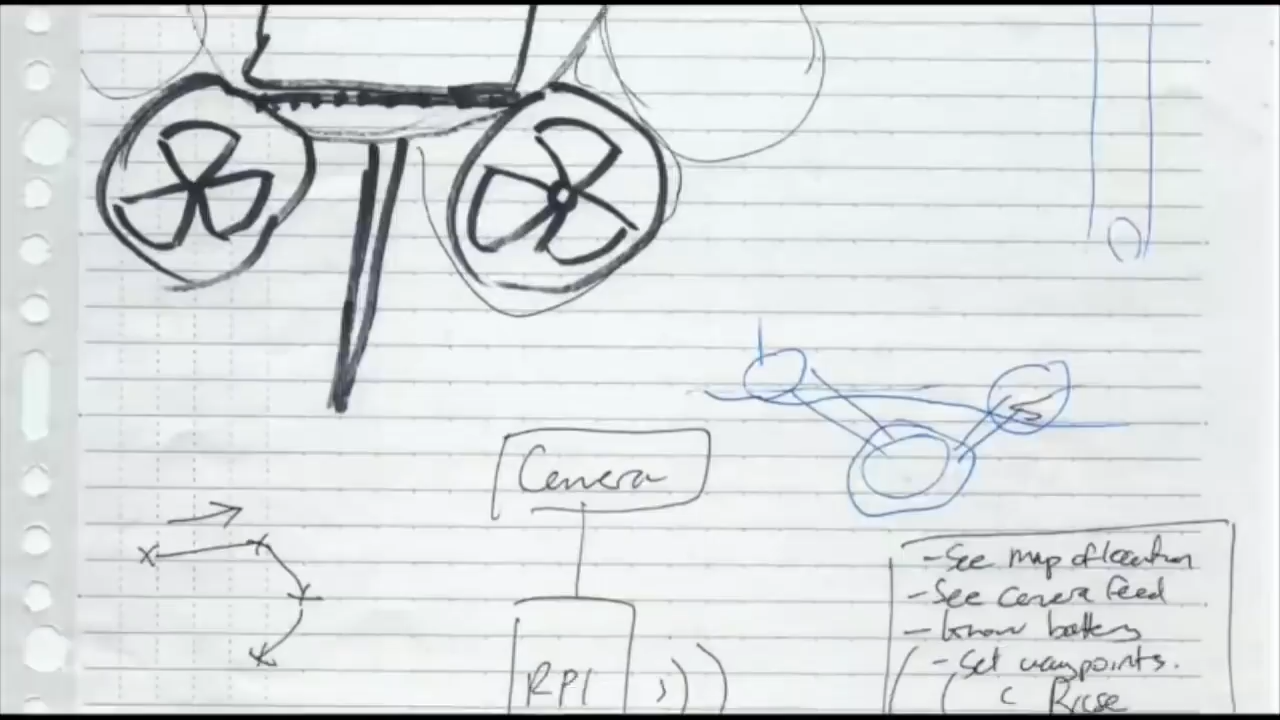 Camera
RPI
- See map of location
- See camera feed
- know battery
- Set waypoints.